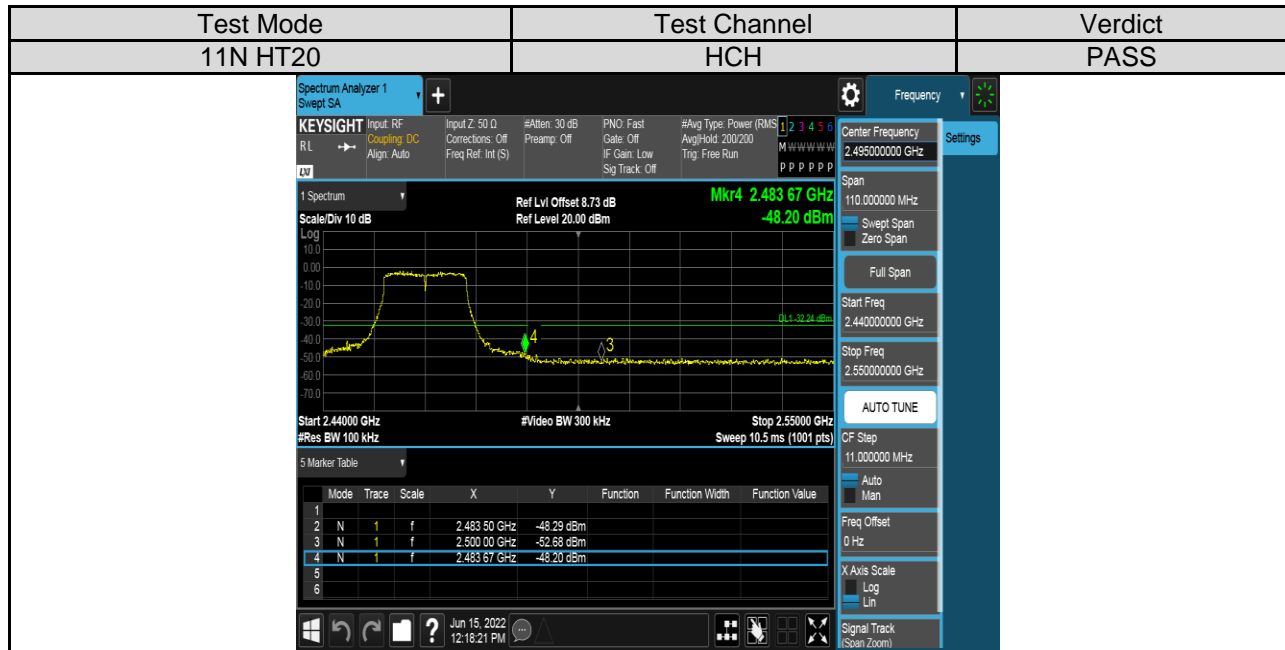 Test Mode Test Channel Verdict
11N HT20 HCH PASS
Spectrum Analyzer 1
Swept SA
+
Frequency
KEYSIGHT Input: RF Input Z: 50 Ω #Atten: 30 dB PNO: Fast #Avg Type: Power (RMS 1 2 3 4 5 6
RL Coupling: DC Corrections: Off Preamp: Off Gate: Off Avg|Hold: 200/200 M W W W W W
Align: Auto Freq Ref: Int (S) IF Gain: Low Trig: Free Run
LXI Sig Track: Off P P P P P P
1 Spectrum Ref Lvl Offset 8.73 dB Mkr4 2.483 67 GHz
Scale/Div 10 dB Ref Level 20.00 dBm -48.20 dBm
Log
10.0
0.00
-10.0
-20.0
-30.0 DL1 -32.24 dBm
-40.0 4
-50.0 3
-60.0
-70.0
Start 2.44000 GHz #Video BW 300 kHz Stop 2.55000 GHz
#Res BW 100 kHz Sweep 10.5 ms (1001 pts)
5 Marker Table
Mode Trace Scale X Y Function Function Width Function Value
1
2 N 1 f 2.483 50 GHz -48.29 dBm
3 N 1 f 2.500 00 GHz -52.68 dBm
4 N 1 f 2.483 67 GHz -48.20 dBm
5
6
Jun 15, 2022
12:18:21 PM
?
Settings
Center Frequency
2.495000000 GHz
Span
110.000000 MHz
Swept Span
Zero Span
Full Span
Start Freq
2.440000000 GHz
Stop Freq
2.550000000 GHz
AUTO TUNE
CF Step
11.000000 MHz
Auto
Man
Freq Offset
0 Hz
X Axis Scale
Log
Lin
Signal Track
(Span Zoom)